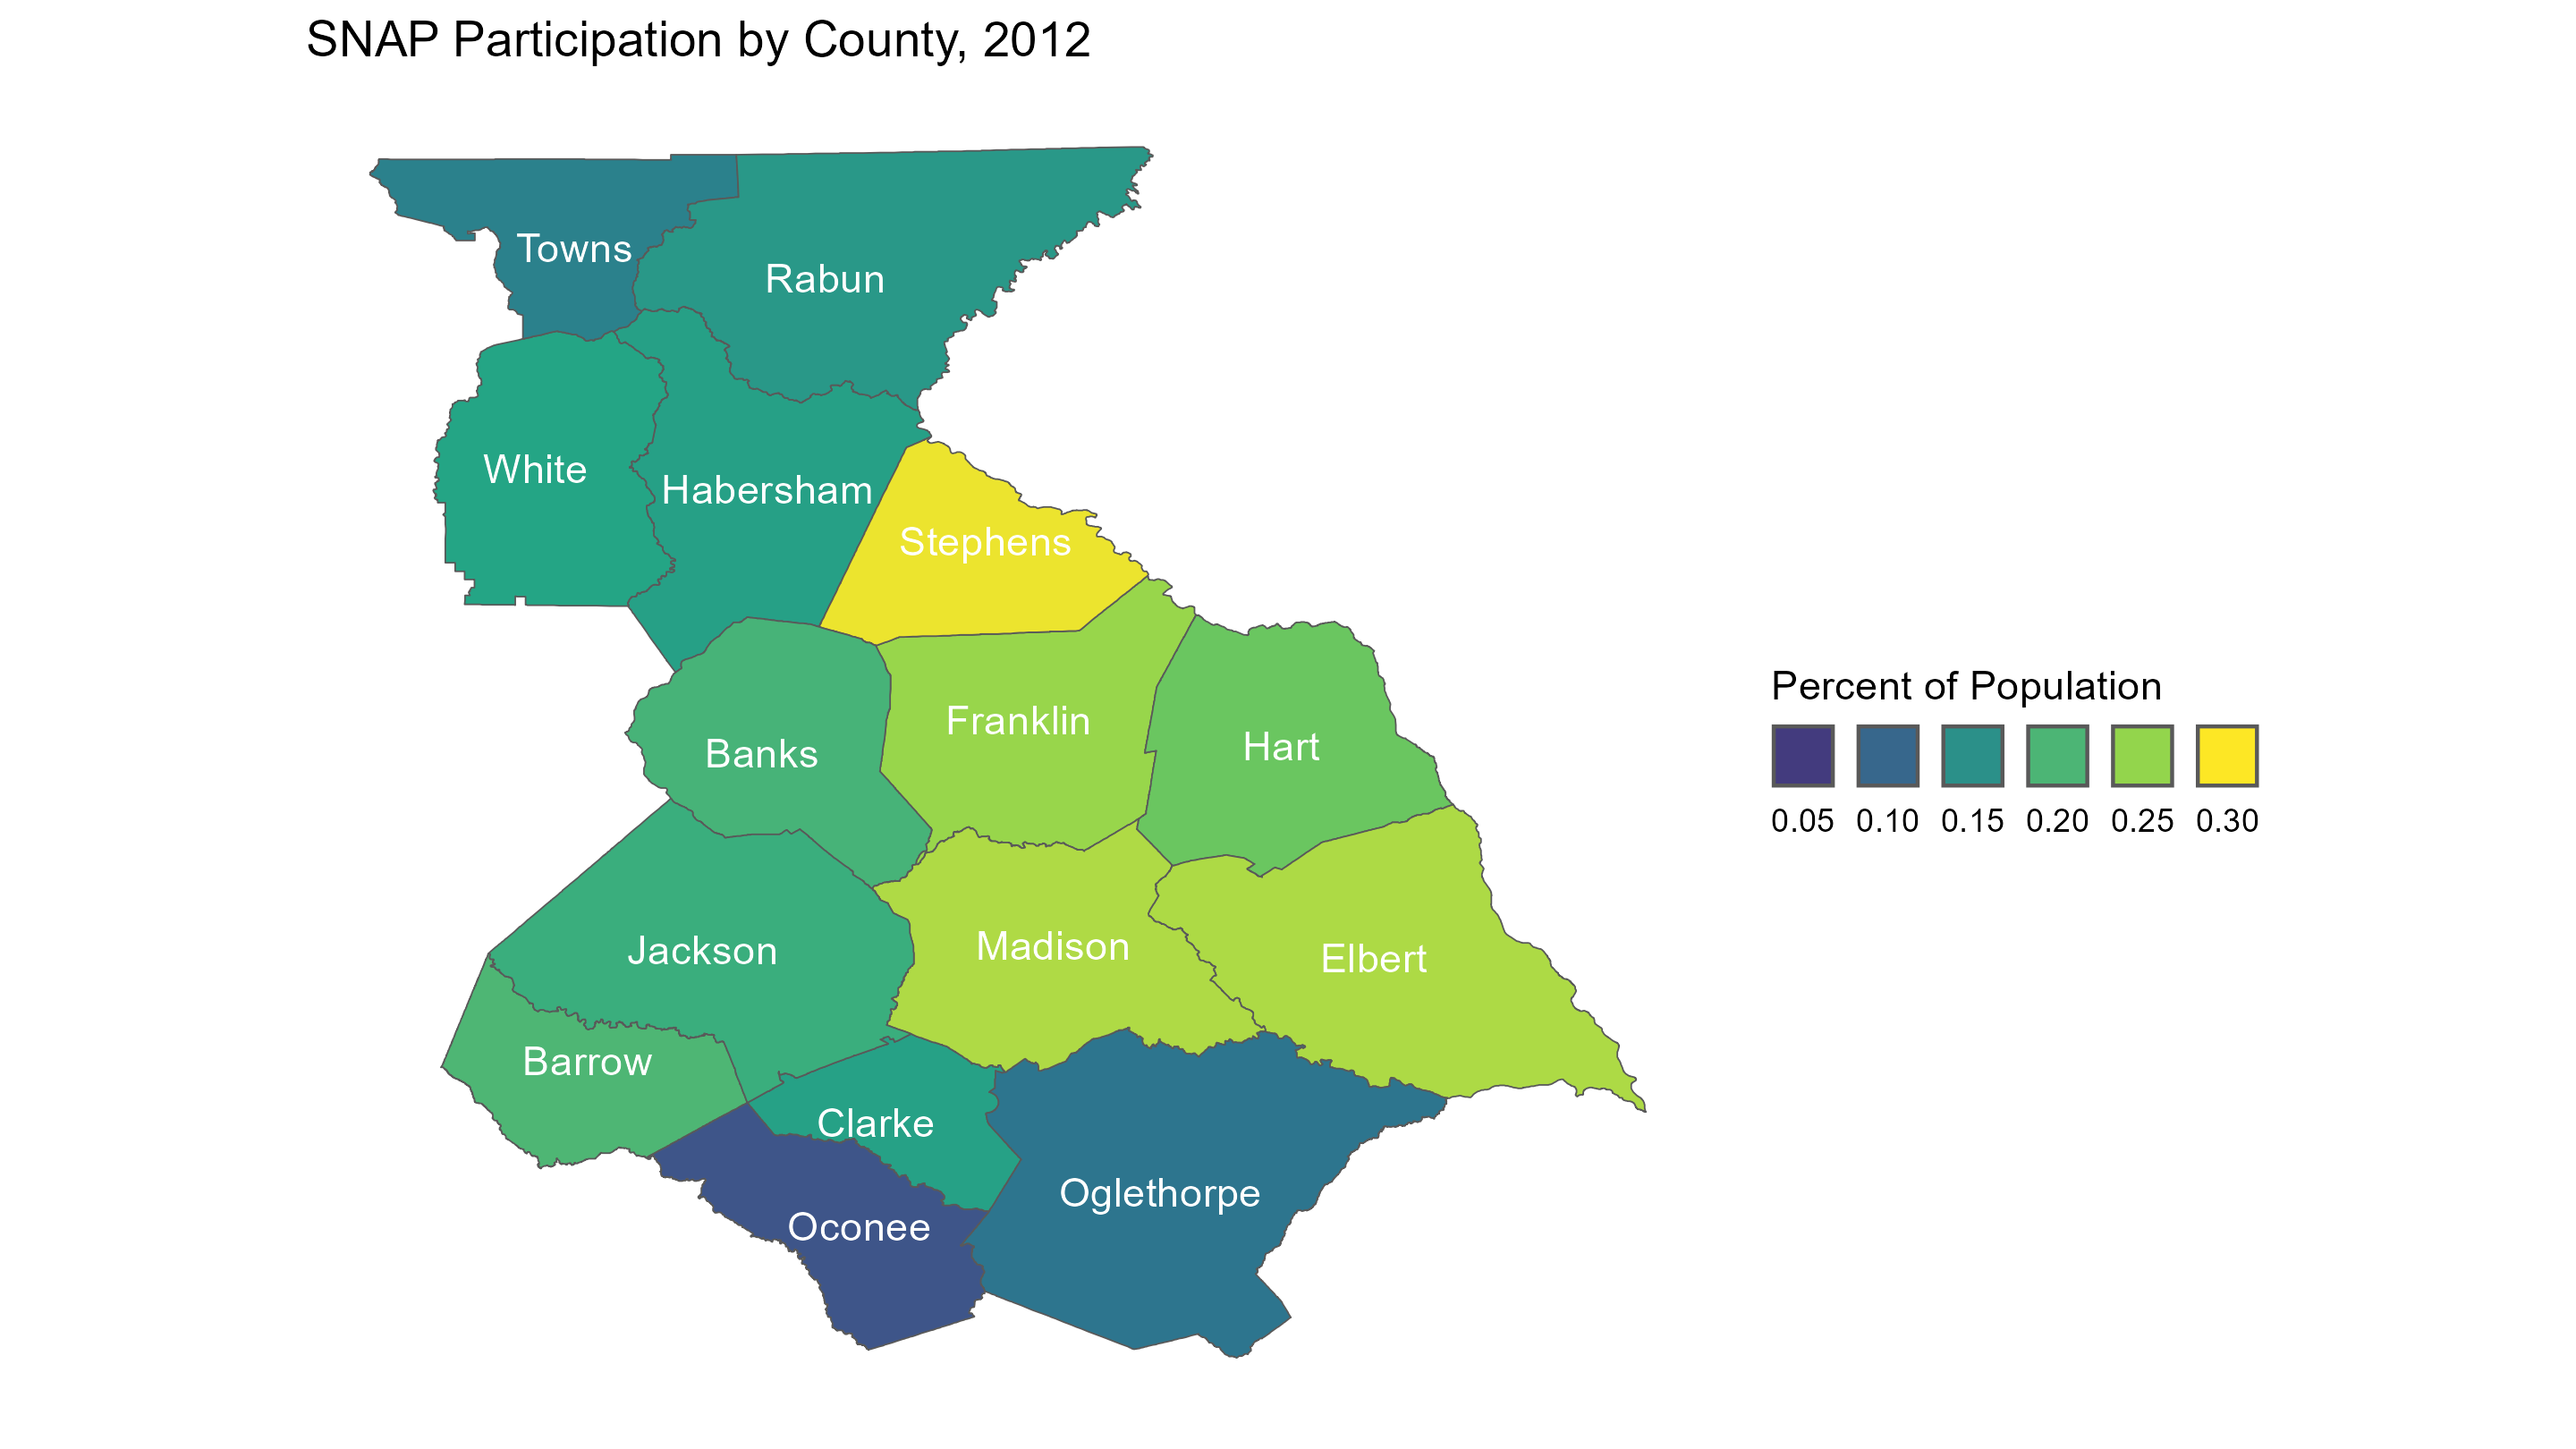 SNAP Participation by County, 2012
Towns
Rabun
White
Habersham
Stephens
Franklin
Hart
Banks
Jackson
Madison
Elbert
Barrow
Clarke
Oglethorpe
Oconee
Percent of Population
0.05 0.10 0.15 0.20 0.25 0.30